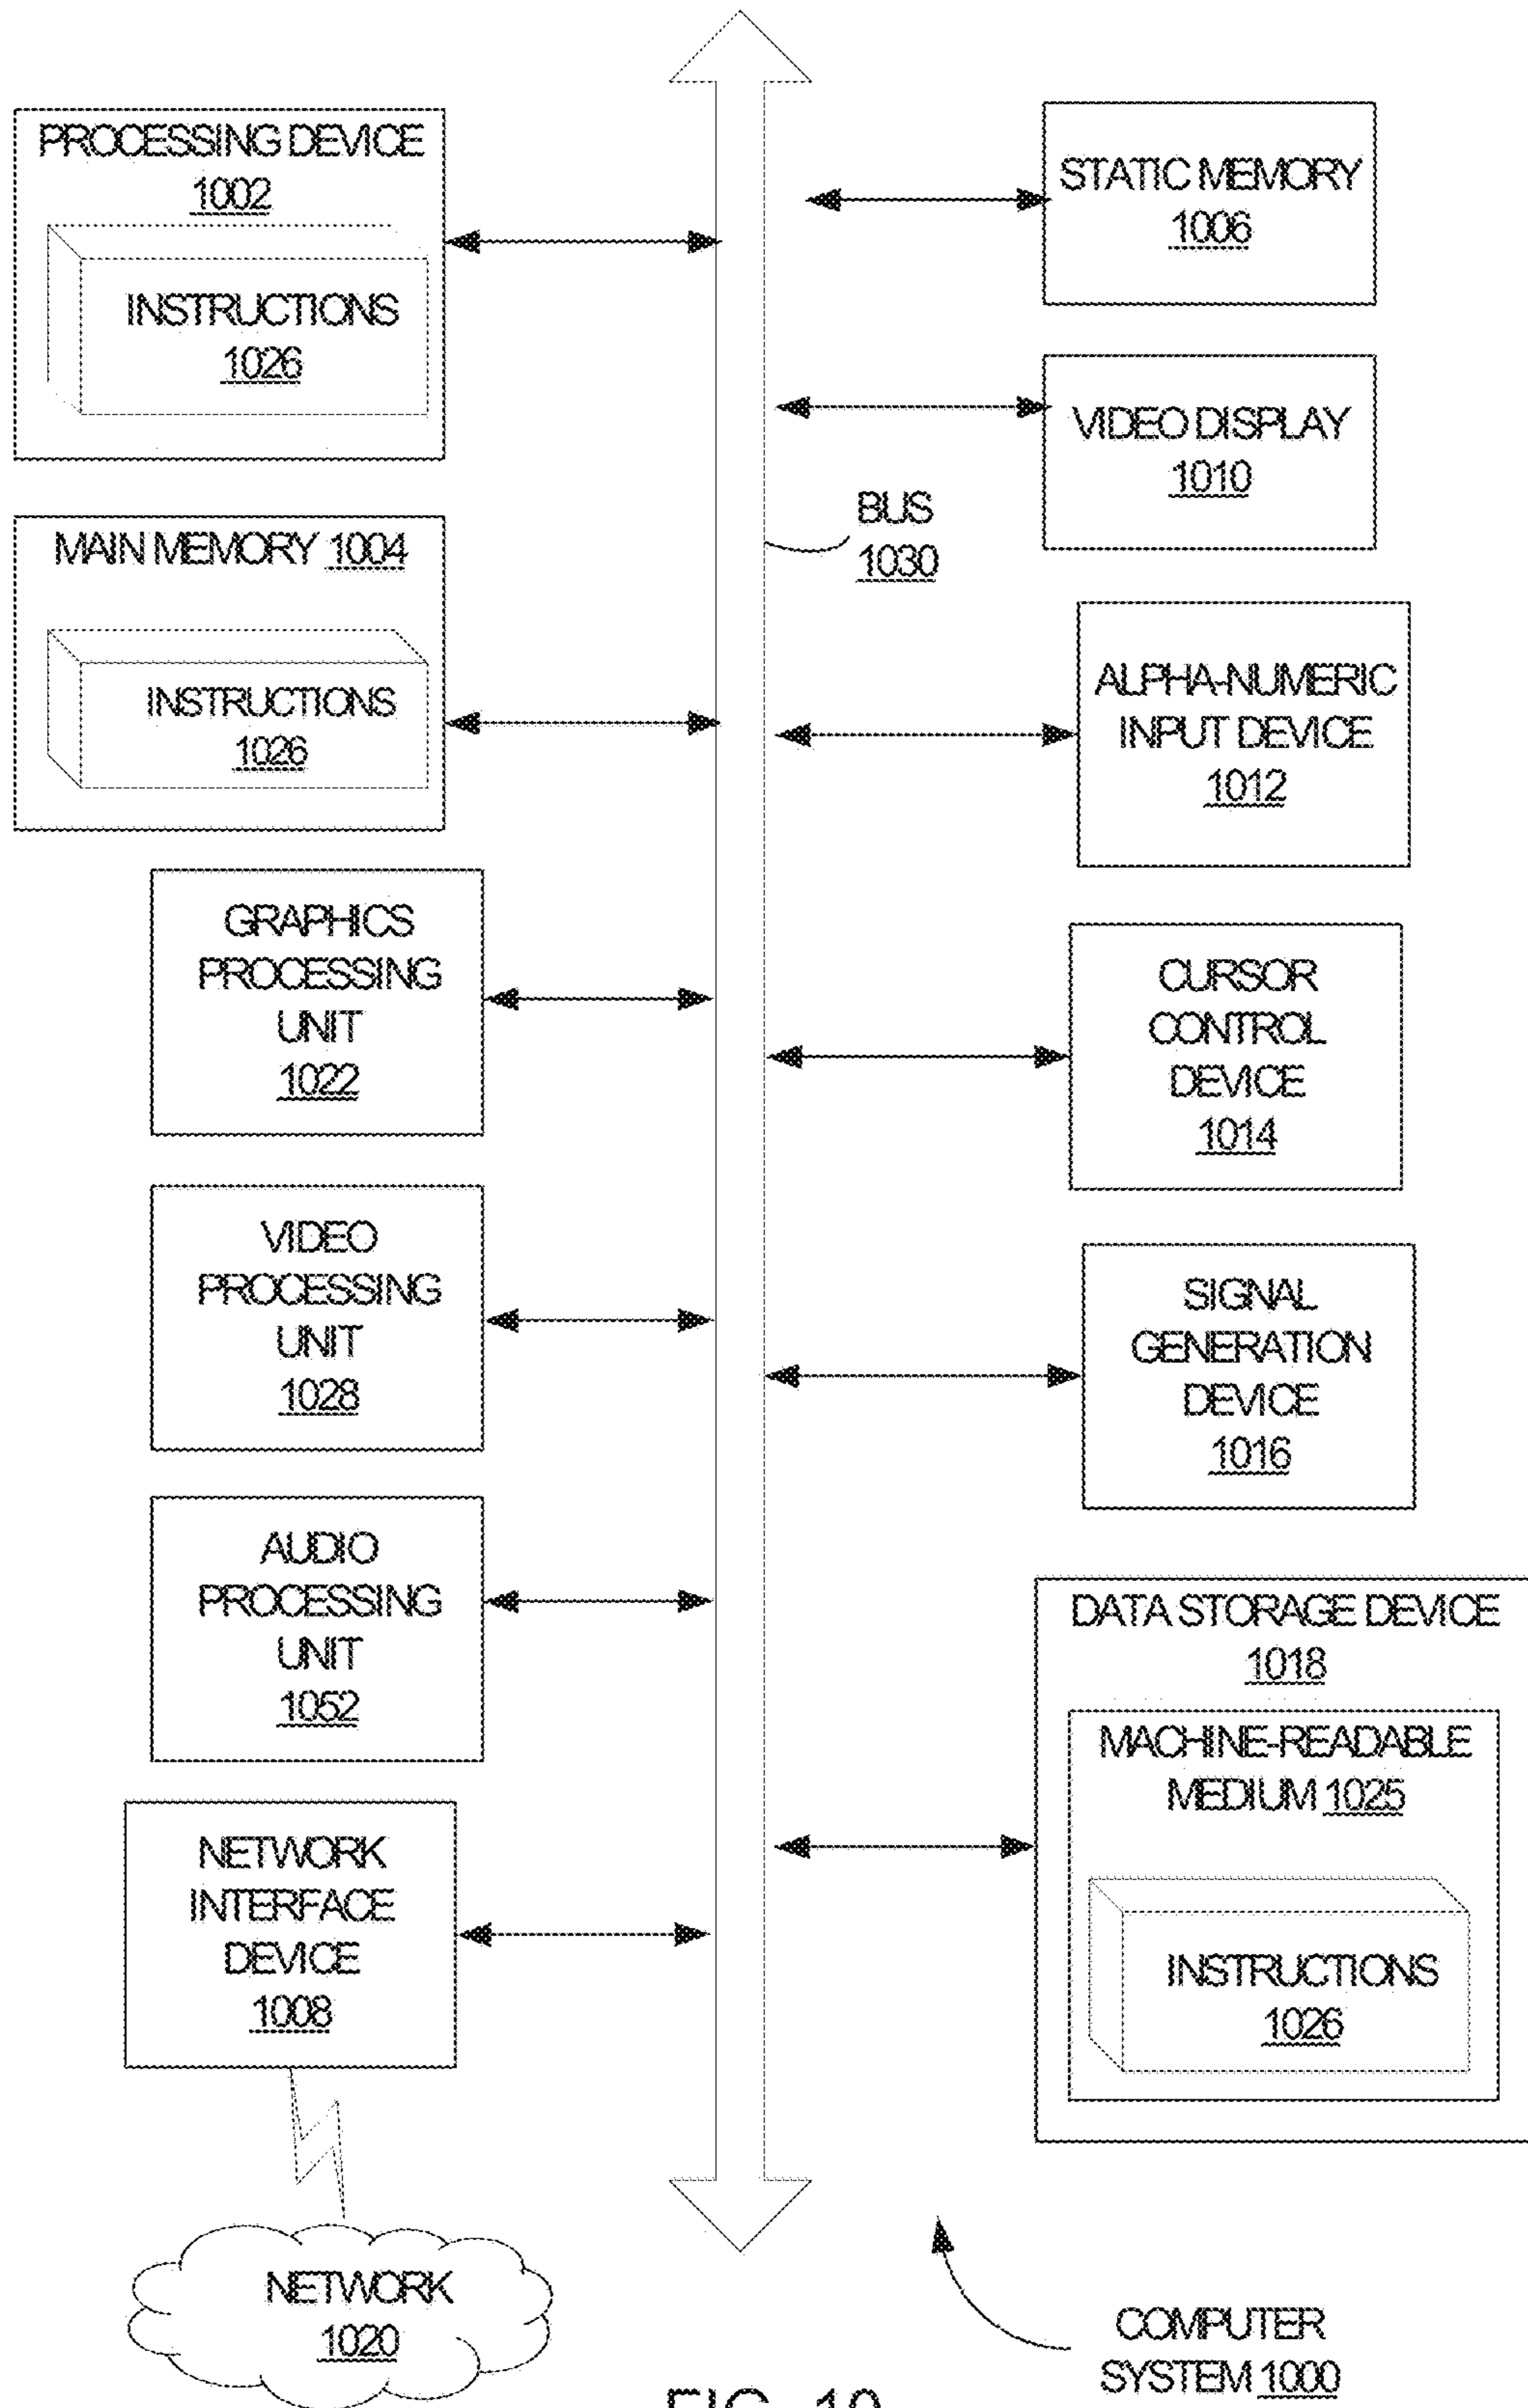 PROCESSING DEVICE
1002
INSTRUCTIONS
1026
MAIN MEMORY 1004
INSTRUCTIONS
1026
GRAPHICS
PROCESSING
UNIT
1022
VIDEO
PROCESSING
UNIT
1028
AUDIO
PROCESSING
UNIT
1052
NETWORK
INTERFACE
DEVICE
1008
NETWORK
1020
BUS
1030
STATIC MEMORY
1006
VIDEO DISPLAY
1010
ALPHA-NUMERIC
INPUT DEVICE
1012
CURSOR
CONTROL
DEVICE
1014
SIGNAL
GENERATION
DEVICE
1016
DATA STORAGE DEVICE
1018
MACHINE-READABLE
MEDIUM 1025
INSTRUCTIONS
1026
COMPUTER
SYSTEM 1000
FIG. 10